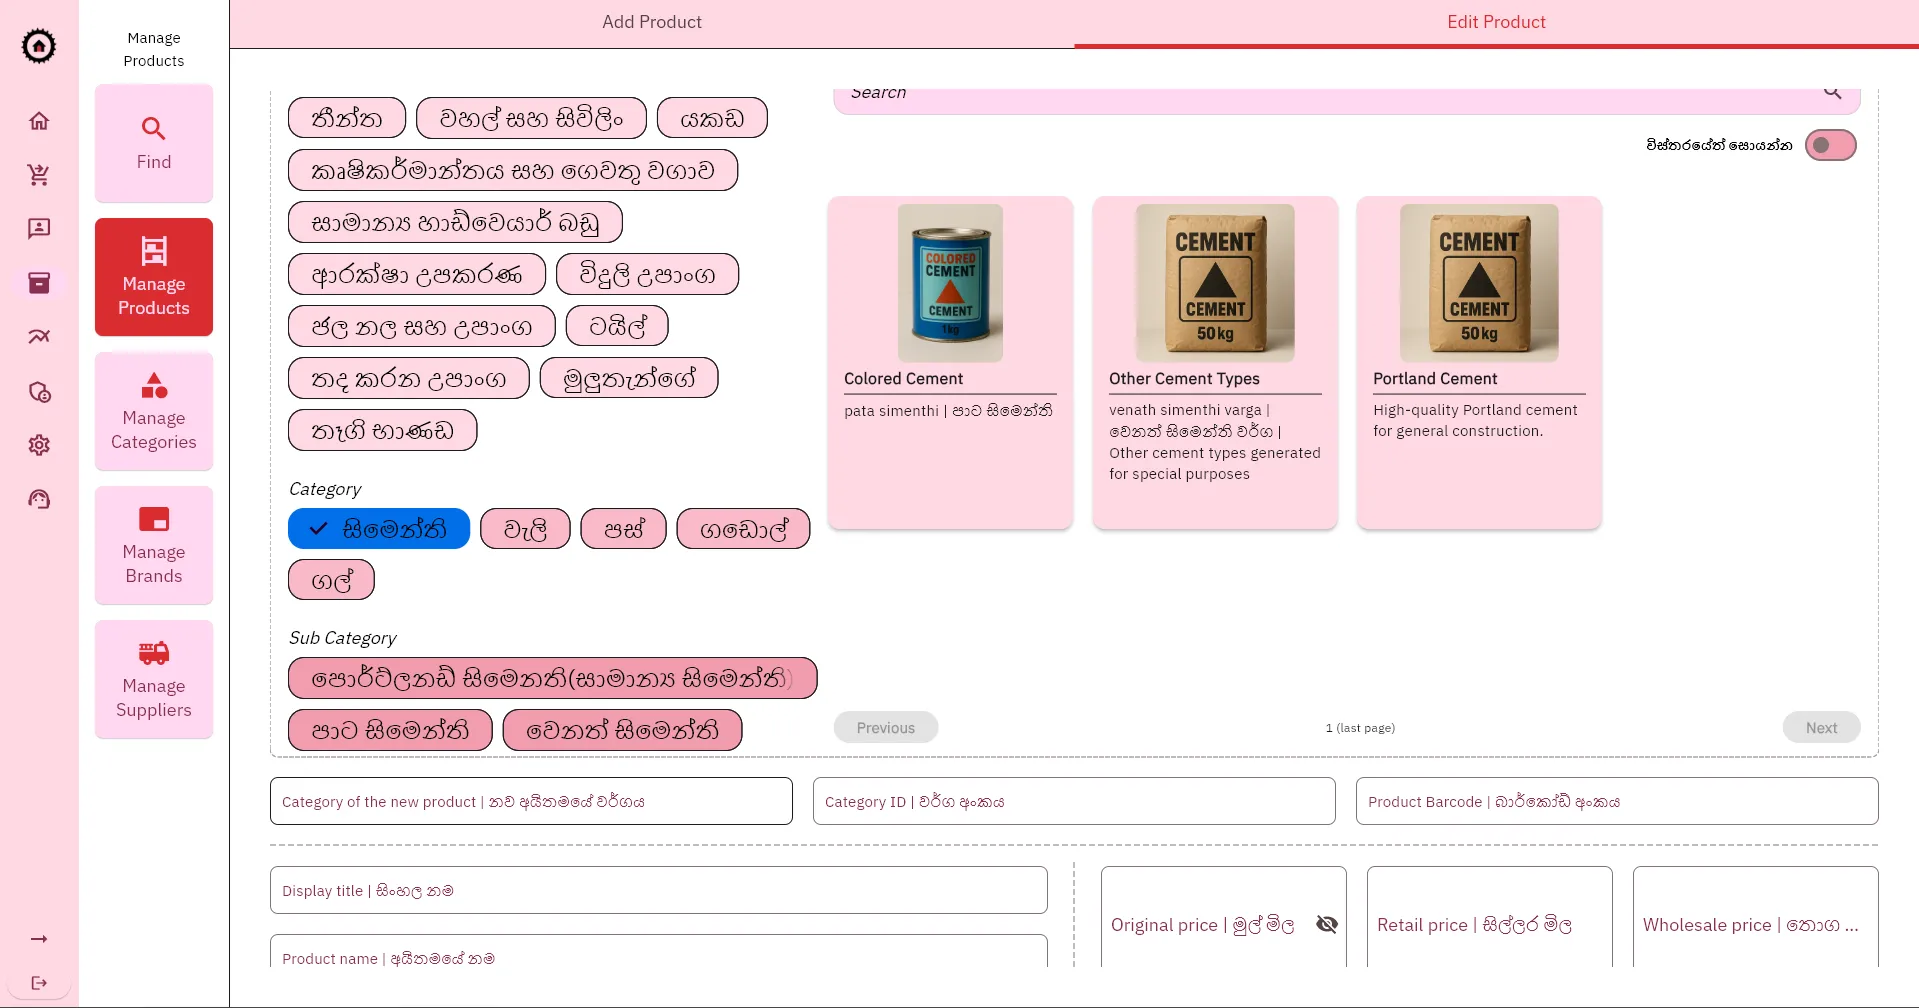 Add Product
Edit Product
Manage
Products
Find
Manage
Products
Manage
Categories
Manage
Brands
Manage
Suppliers
තීන්ත
වහල් සහ සිවිලිං
යකඩ
කෘෂිකර්මාන්තය සහ ගෙවතු වගාව
සාමාන්‍ය හාඩ්වෙයාර් බඩු
ආරක්ෂා උපකරණ
විදුලි උපාංග
ජල නල සහ උපාංග
ටයිල්
තද කරන උපාංග
මුලුතැන්ගේ
තෑගි භාණඩ
Category
සිමෙන්ති
වැලි
පස්
ගඩොල්
ගල්
Sub Category
පොර්ට්ලනඩ් සිමෙනති(සාමාන්‍ය සිමෙන්ති)
පාට සිමෙන්ති
වෙනත් සිමෙන්ති
Search
විස්තරයේත් සොයන්න
COLORED
CEMENT
CEMENT
1kg
Colored Cement
pata simenthi | පාට සිමෙන්ති
CEMENT
CEMENT
50kg
Other Cement Types
venath simenthi varga |
වෙනත් සිමෙන්ති වර්ග |
Other cement types generated
for special purposes
CEMENT
CEMENT
50kg
Portland Cement
High-quality Portland cement
for general construction.
Previous
1 (last page)
Next
Category of the new product | නව අයිතමයේ වර්ගය
Category ID | වර්ග අංකය
Product Barcode | බාර්කෝඩ් අංකය
Display title | සිංහල නම
Product name | අයිතමයේ නම
Original price | මුල් මිල
Retail price | සිල්ලර මිල
Wholesale price | තොග ...